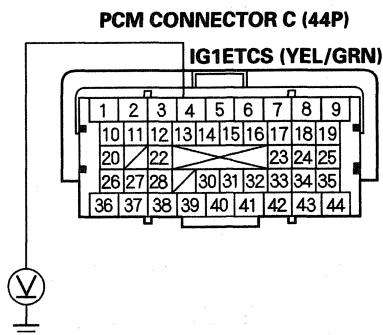 PCM CONNECTOR C (44P)
IG1ETCS (YEL/GRN)
1 2 3 4 5 6 7 8 9
10 11 12 13 14 15 16 17 18 19
20 22 23 24 25
26 27 28 30 31 32 33 34 35
36 37 38 39 40 41 42 43 44
V